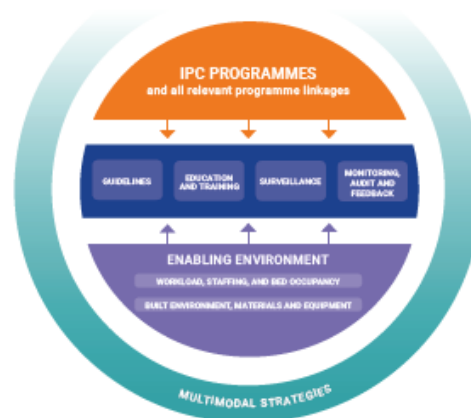 IPC PROGRAMMES
and all relevant programme linkages
GUIDELINES
EDUCATION
AND TRAINING
SURVEILLANCE
MONITORING,
AUDIT AND
FEEDBACK
ENABLING ENVIRONMENT
WORKLOAD, STAFFING, AND BED OCCUPANCY
BUILT ENVIRONMENT, MATERIALS AND EQUIPMENT
MULTIMODAL STRATEGIES